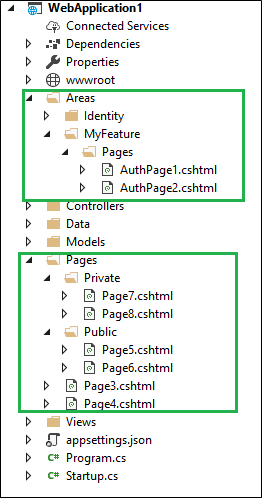 WebApplication1
Connected Services
Dependencies
Properties
wwwroot
Areas
Identity
MyFeature
Pages
AuthPage1.cshtml
AuthPage2.cshtml
Controllers
Data
Models
Pages
Private
Page7.cshtml
Page8.cshtml
Public
Page5.cshtml
Page6.cshtml
Page3.cshtml
Page4.cshtml
Views
appsettings.json
C# Program.cs
C# Startup.cs